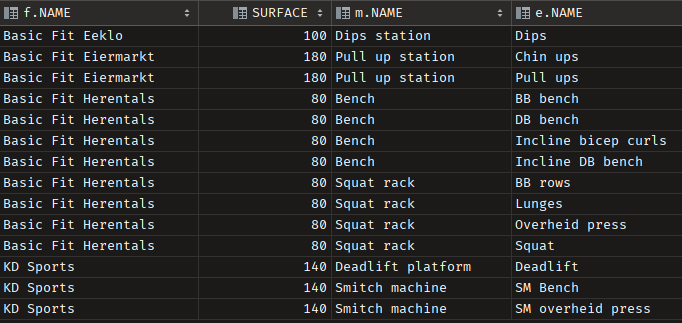 f.NAME SURFACE m.NAME e.NAME
Basic Fit Eeklo 100 Dips station Dips
Basic Fit Eiermarkt 180 Pull up station Chin ups
Basic Fit Eiermarkt 180 Pull up station Pull ups
Basic Fit Herentals 80 Bench BB bench
Basic Fit Herentals 80 Bench DB bench
Basic Fit Herentals 80 Bench Incline bicep curls
Basic Fit Herentals 80 Bench Incline DB bench
Basic Fit Herentals 80 Squat rack BB rows
Basic Fit Herentals 80 Squat rack Lunges
Basic Fit Herentals 80 Squat rack Overheid press
Basic Fit Herentals 80 Squat rack Squat
KD Sports 140 Deadlift platform Deadlift
KD Sports 140 Smitch machine SM Bench
KD Sports 140 Smitch machine SM overheid press